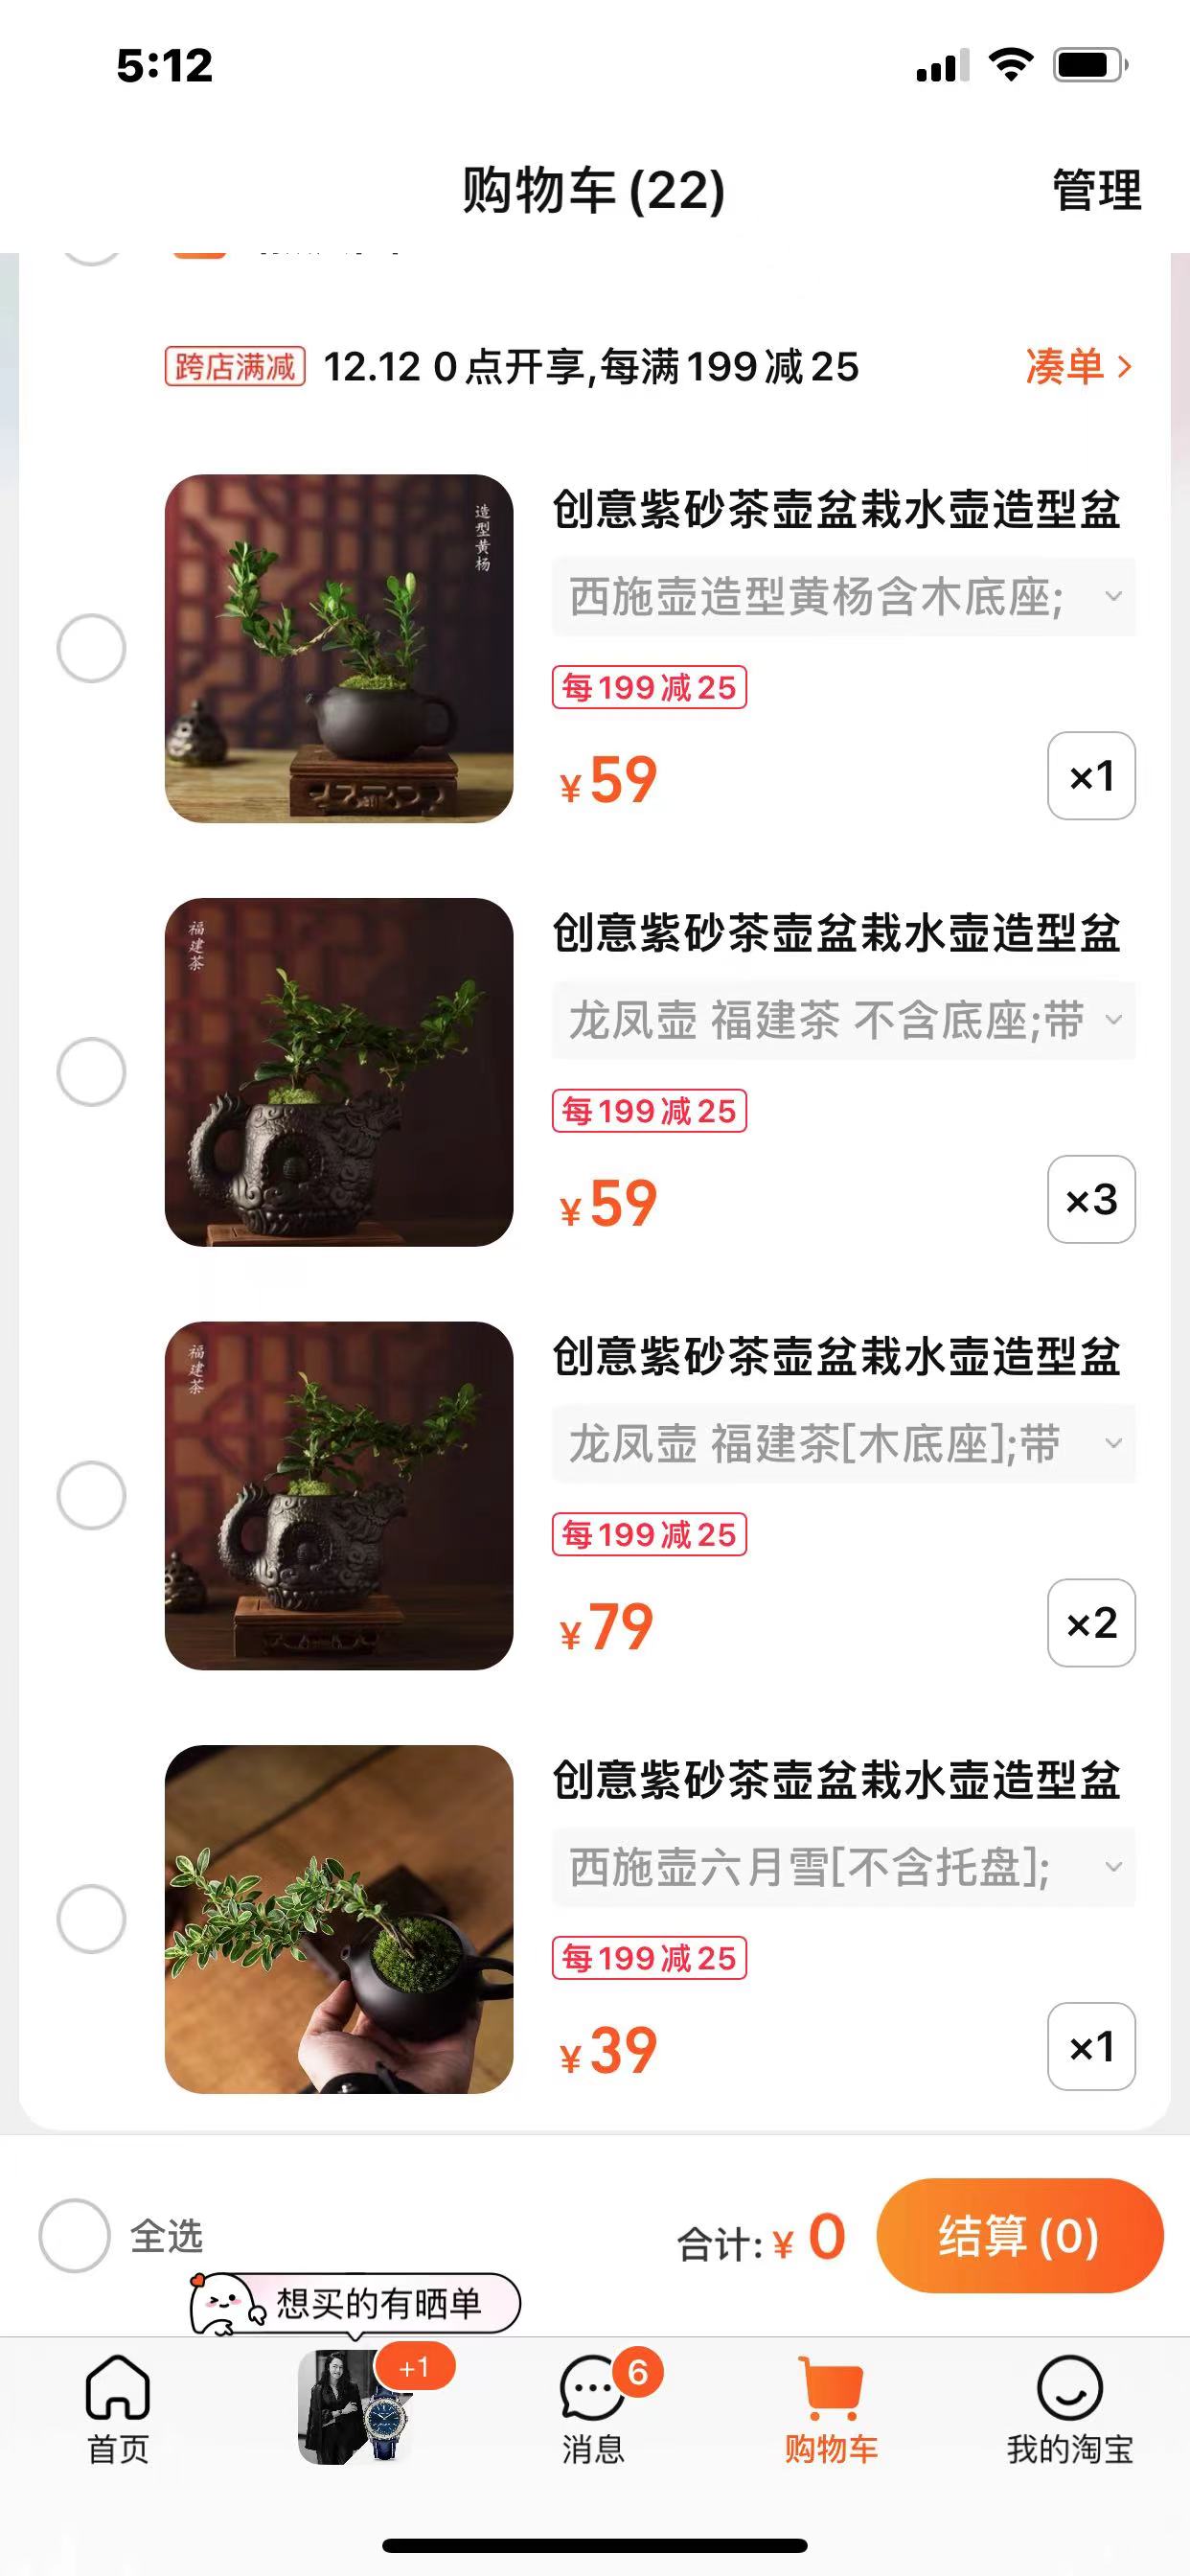 5:12
购物车(22)
管理
跨店满减 12.12 0点开享,每满199减25 凑单
造型黄杨
创意紫砂茶壶盆栽水壶造型盆
西施壶造型黄杨含木底座;
每199减25
¥59
×1
福建茶
创意紫砂茶壶盆栽水壶造型盆
龙凤壶 福建茶 不含底座;带
每199减25
¥59
×3
福建茶
创意紫砂茶壶盆栽水壶造型盆
龙凤壶 福建茶[木底座];带
每199减25
¥79
×2
创意紫砂茶壶盆栽水壶造型盆
西施壶六月雪[不含托盘];
每199减25
¥39
×1
全选
合计:¥0
结算(0)
想买的有晒单
+1
6
首页
消息
购物车
我的淘宝